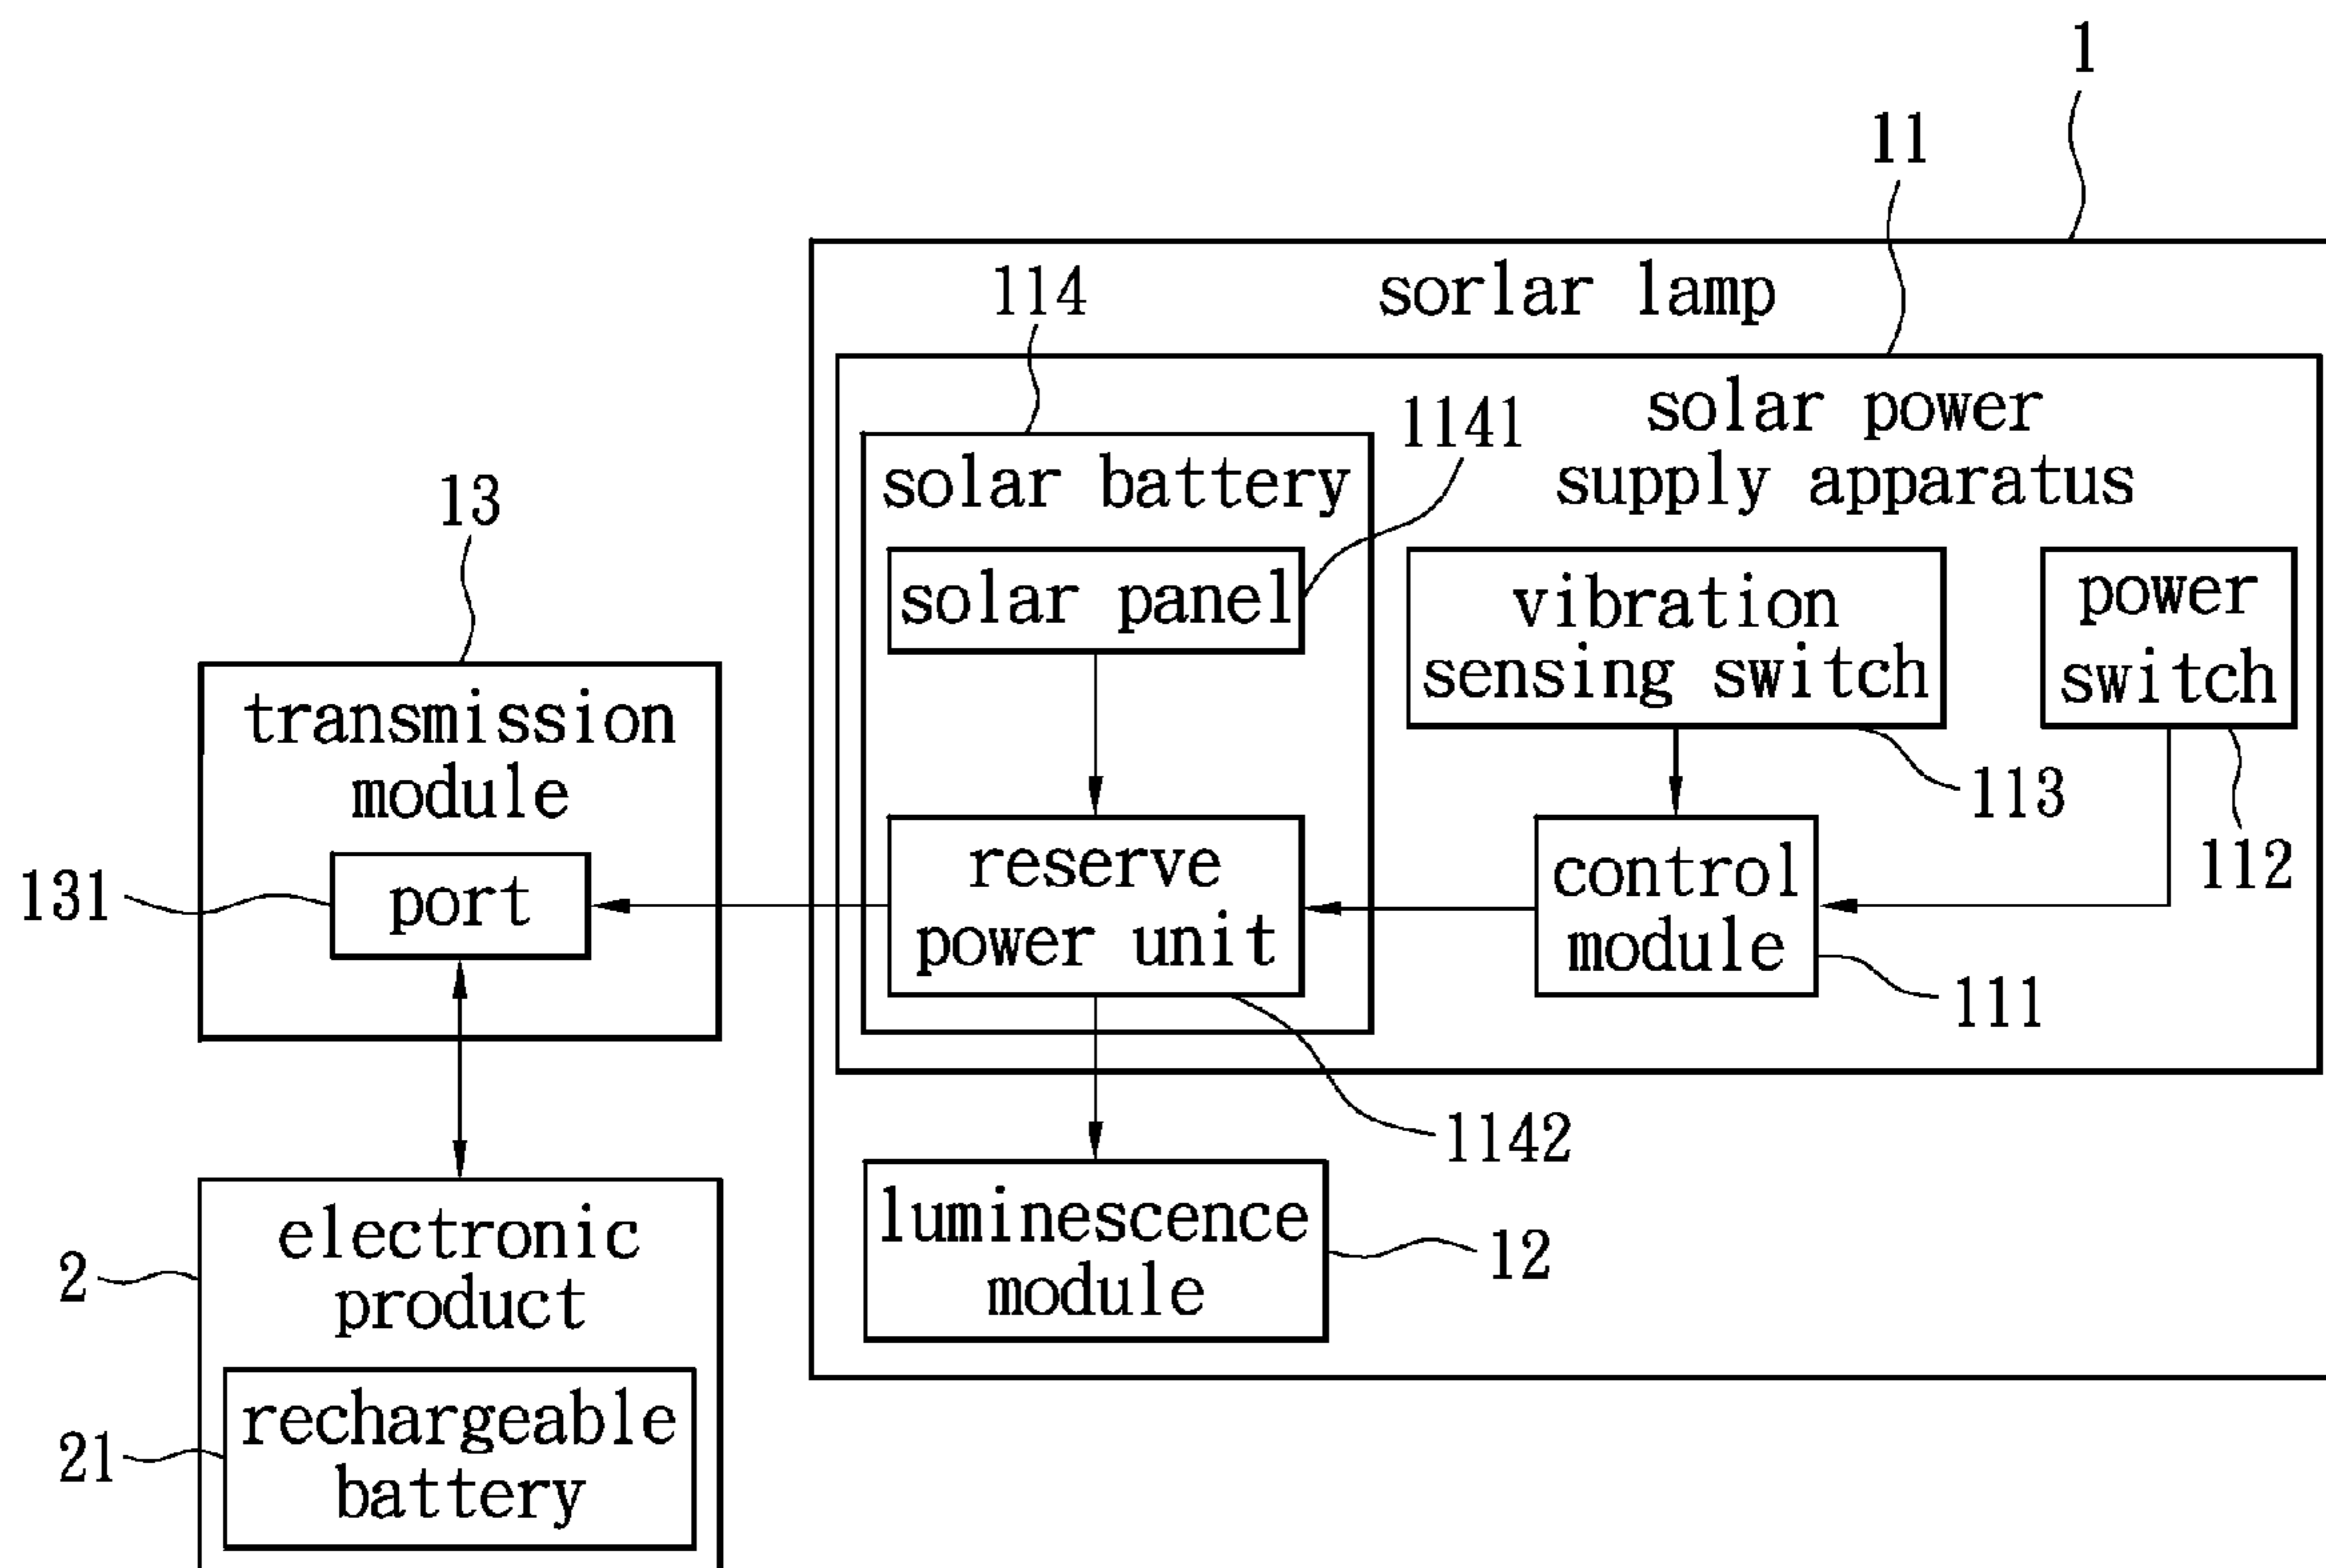 1
11
114
sorlar lamp
1141
solar power
supply apparatus
solar battery
13
solar panel
vibration
sensing switch
power
switch
transmission
module
113
112
131
port
reserve
power unit
control
module
111
1142
luminescence
module
12
2
electronic
product
21
rechargeable
battery